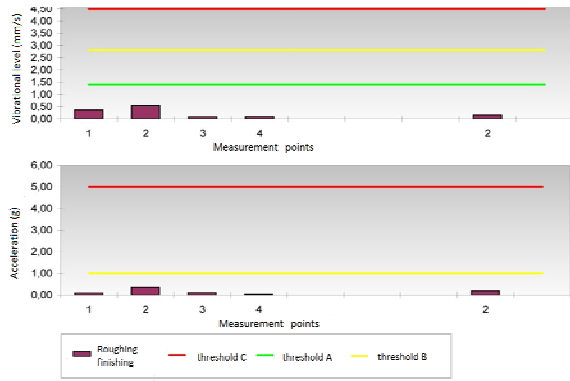 4,50
4,00
3,50
3,00
2,50
2,00
1,50
1,00
0,50
0,00
Vibrational level (mm/s)
1 2 3 4 2
Measurement points
6,00
5,00
4,00
3,00
2,00
1,00
0,00
Acceleration (g)
1 2 3 4 2
Measurement points
Roughing
finishing
threshold C threshold A threshold B